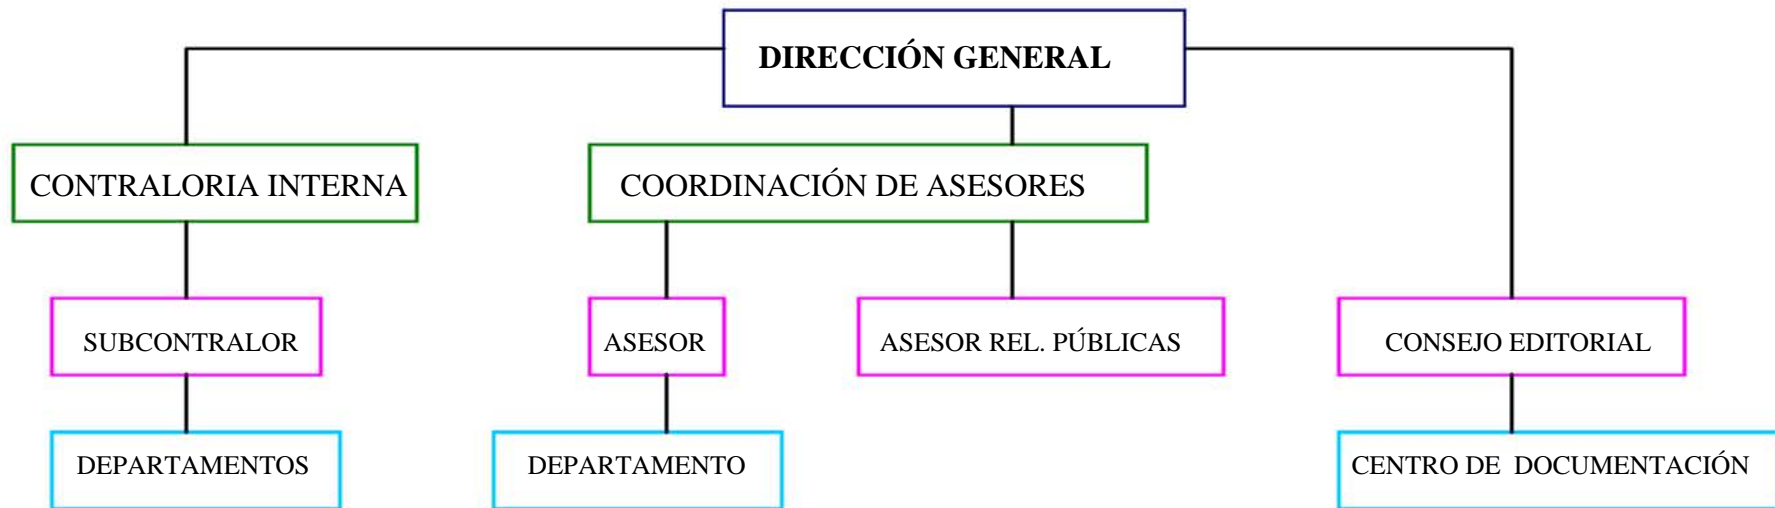 DIRECCIÓN GENERAL
CONTRALORIA INTERNA
COORDINACIÓN DE ASESORES
SUBCONTRALOR
ASESOR
ASESOR REL. PÚBLICAS
CONSEJO EDITORIAL
DEPARTAMENTOS
DEPARTAMENTO
CENTRO DE DOCUMENTACIÓN